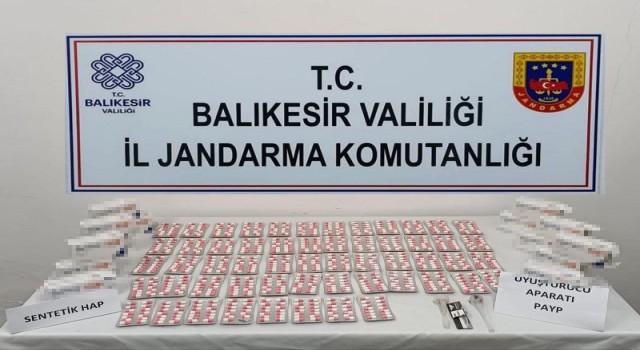 T.C.
BALIKESİR
VALİLİĞİ
T.C.
BALIKESİR VALİLİĞİ
İL JANDARMA KOMUTANLIĞI
JANDARMA
SENTETİK HAP
UYUŞTURUCU
APARATI
PAYP